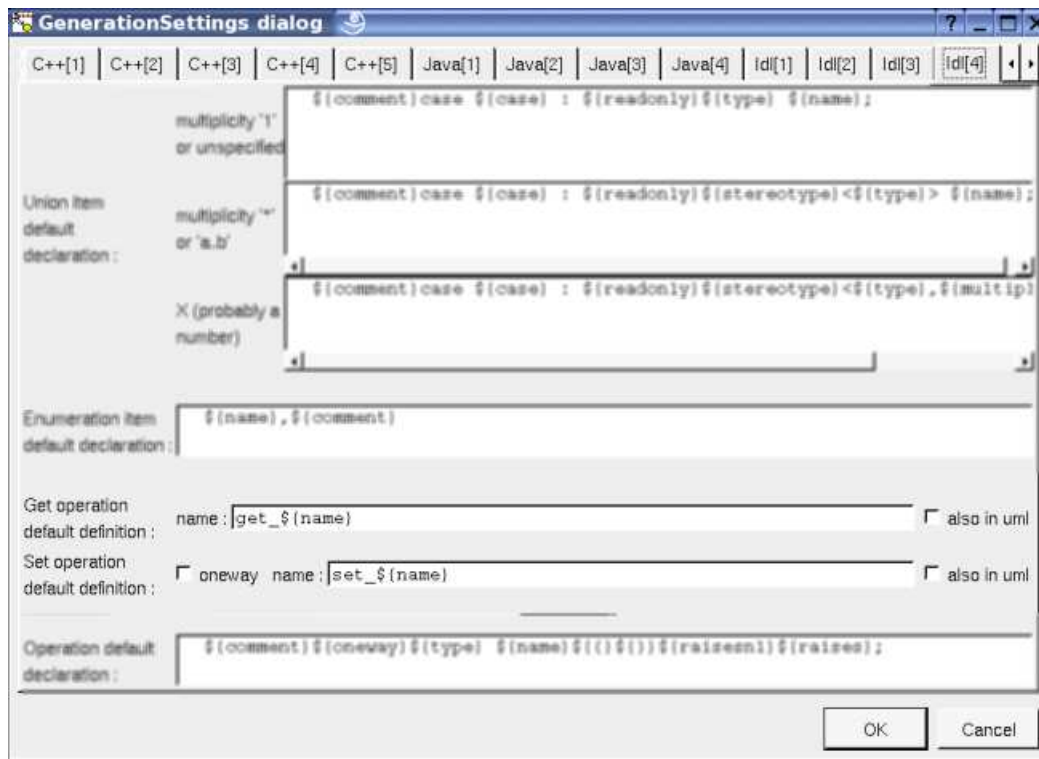 GenerationSettings dialog
C++[1] C++[2] C++[3] C++[4] C++[5] Java[1] Java[2] Java[3] Java[4] Idl[1] Idl[2] Idl[3] Idl[4]
${comment}case ${case} : ${readonly}${type} ${name};
multiplicity '1'
or unspecified
${comment}case ${case} : ${readonly}${stereotype}<${type}> ${name};
Union item
default
declaration :
multiplicity '*'
or 'a..b'
${comment}case ${case} : ${readonly}${stereotype}<${type},${multipl
X (probably a
number)
Enumeration item
default declaration :
${name},${comment}
Get operation
default definition :
name : get_${name}
also in uml
Set operation
default definition :
oneway name : set_${name}
also in uml
Operation default
declaration :
${comment}${oneway}${type} ${name}${(}${)}${raisesnl}${raises};
OK Cancel